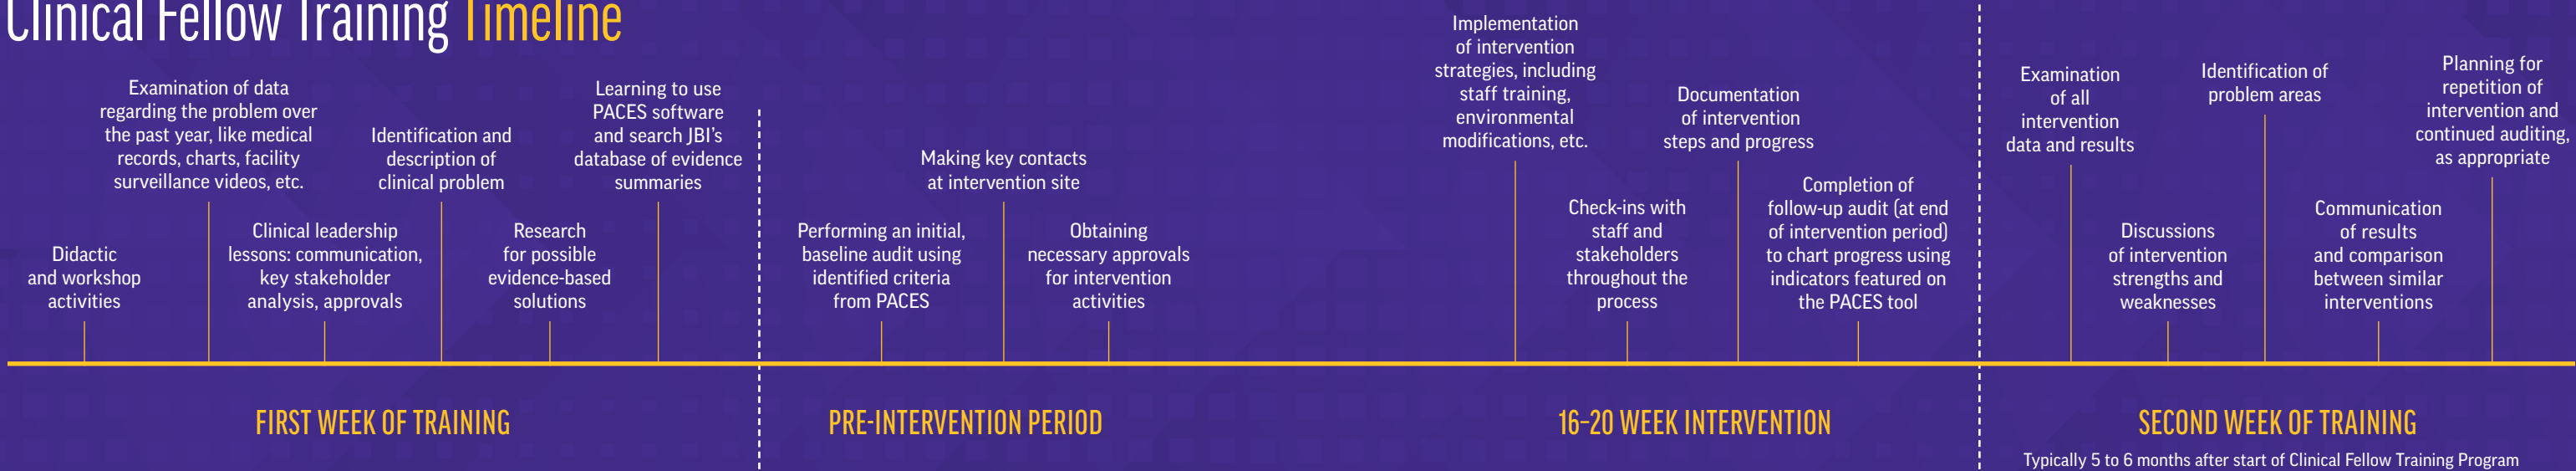 Clinical Fellow Training Timeline
Didactic
and workshop
activities
Examination of data
regarding the problem over
the past year, like medical
records, charts, facility
surveillance videos, etc.
Clinical leadership
lessons: communication,
key stakeholder
analysis, approvals
Identification and
description of
clinical problem
Research
for possible
evidence-based
solutions
Learning to use
PACES software
and search JBI's
database of evidence
summaries
Performing an initial,
baseline audit using
identified criteria
from PACES
Making key contacts
at intervention site
Obtaining
necessary approvals
for intervention
activities
Implementation
of intervention
strategies, including
staff training,
environmental
modifications, etc.
Check-ins with
staff and
stakeholders
throughout the
process
Documentation
of intervention
steps and progress
Completion of
follow-up audit (at end
of intervention period)
to chart progress using
indicators featured on
the PACES tool
Examination
of all
intervention
data and results
Discussions
of intervention
strengths and
weaknesses
Identification of
problem areas
Communication
of results
and comparison
between similar
interventions
Planning for
repetition of
intervention and
continued auditing,
as appropriate
FIRST WEEK OF TRAINING
PRE-INTERVENTION PERIOD
16–20 WEEK INTERVENTION
SECOND WEEK OF TRAINING
Typically 5 to 6 months after start of Clinical Fellow Training Program